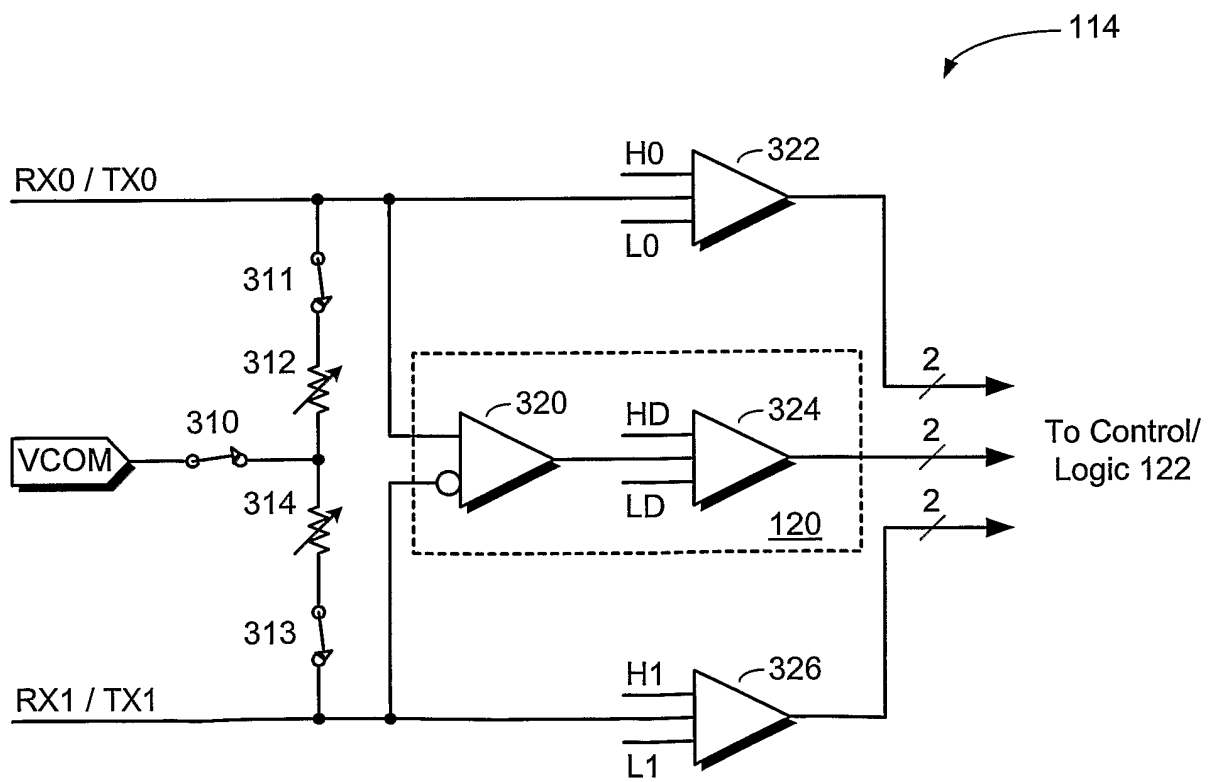 114
H0
322
RX0 / TX0
L0
311
312
2
320
HD
324
310
2
To Control/
Logic 122
VCOM
314
LD
2
120
313
H1
326
RX1 / TX1
L1